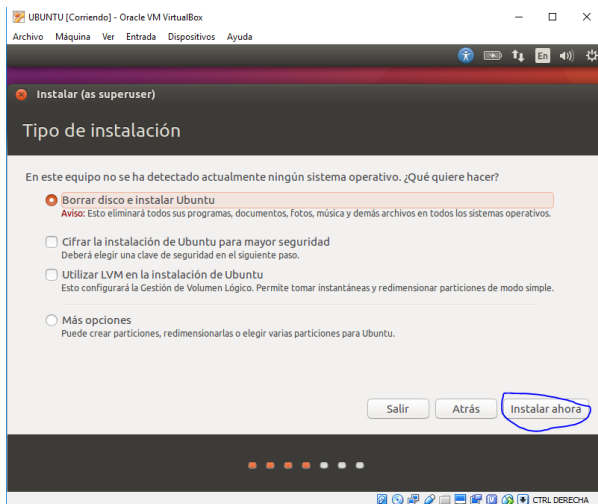 UBUNTU [Corriendo] - Oracle VM VirtualBox
Archivo Máquina Ver Entrada Dispositivos Ayuda
En
Instalar (as superuser)
Tipo de instalación
En este equipo no se ha detectado actualmente ningún sistema operativo. ¿Qué quiere hacer?
Borrar disco e instalar Ubuntu
Aviso: Esto eliminará todos sus programas, documentos, fotos, música y demás archivos en todos los sistemas operativos.
Cifrar la instalación de Ubuntu para mayor seguridad
Deberá elegir una clave de seguridad en el siguiente paso.
Utilizar LVM en la instalación de Ubuntu
Esto configurará la Gestión de Volumen Lógico. Permite tomar instantáneas y redimensionar particiones de modo simple.
Más opciones
Puede crear particiones, redimensionarlas o elegir varias particiones para Ubuntu.
Salir Atrás Instalar ahora
CTRL DERECHA